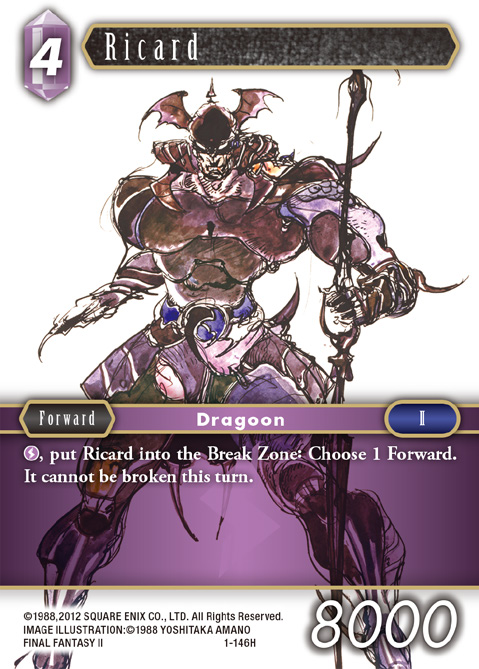 4
Ricard
Forward
Dragoon
II
, put Ricard into the Break Zone: Choose 1 Forward.
It cannot be broken this turn.
©1988,2012 SQUARE ENIX CO., LTD. All Rights Reserved.
IMAGE ILLUSTRATION:©1988 YOSHITAKA AMANO
FINAL FANTASY II
1-146H
8000